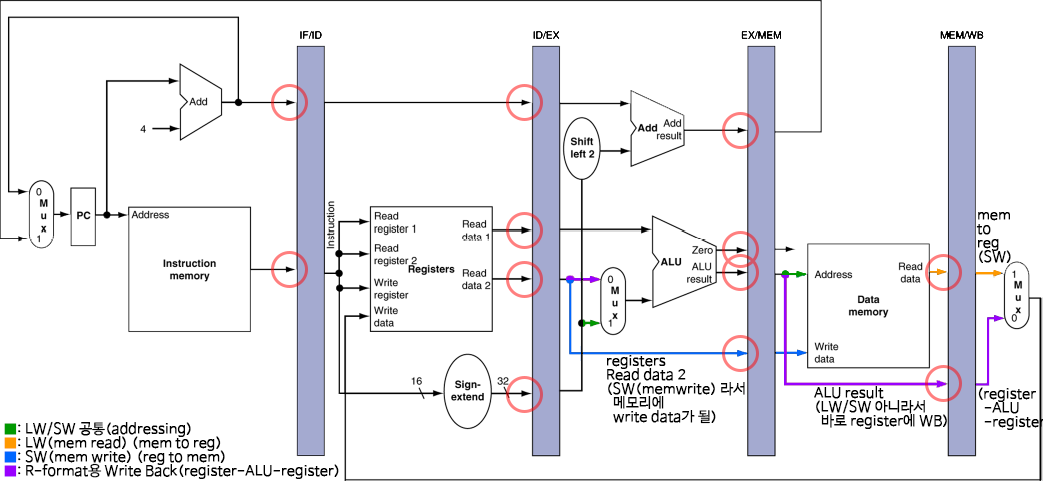 IF/ID
ID/EX
EX/MEM
MEM/WB
Add
4
Add
Add
result
Shift
left 2
0
M
u
x
1
PC
Address
Instruction
memory
Instruction
Read
register 1
Read
register 2
Write
register
Write
data
Registers
Read
data 1
Read
data 2
0
M
u
x
1
ALU
Zero
ALU
result
Address
Read
data
Data
memory
Write
data
mem
to
reg
(SW)
1
M
u
x
0
16
Sign-
extend
32
registers
Read data 2
(SW(memwrite) 라서
메모리에
write data가 될)
ALU result
(LW/SW 아니라서
바로 register에 WB)
(register
-ALU
-register
: LW/SW 공통(addressing)
: LW(mem read) (mem to reg)
: SW(mem write) (reg to mem)
: R-format용 Write Back(register-ALU-register)